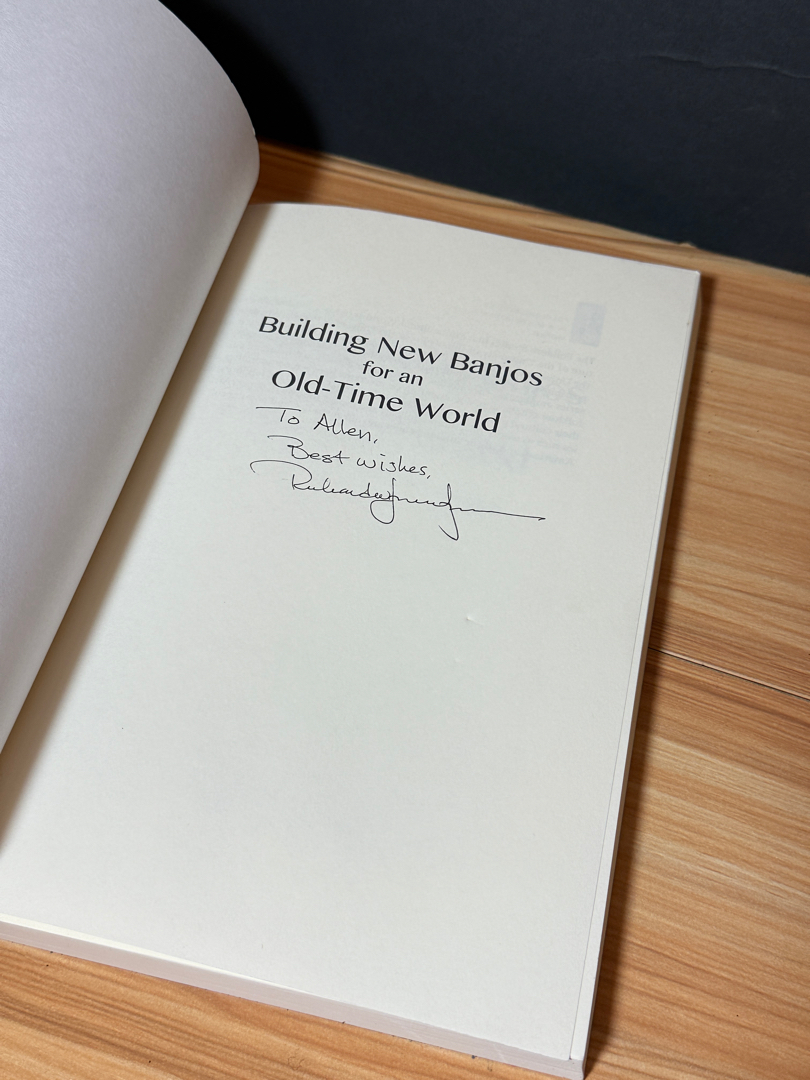 Building New Banjos
for an
Old-Time World
To Allen,
Best wishes,